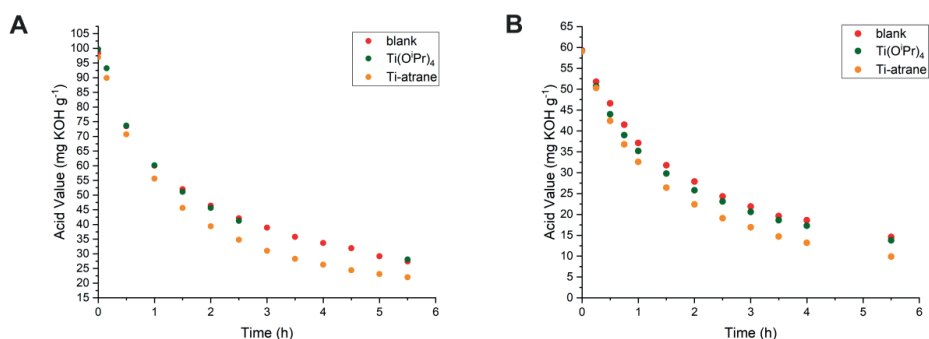 A
105
100
95
90
85
80
75
70
65
60
55
50
45
40
35
30
25
20
15
Acid Value (mg KOH g⁻¹)
0 1 2 3 4 5 6
Time (h)
blank
Ti(OⁱPr)₄
Ti-atrane
B
65
60
55
50
45
40
35
30
25
20
15
10
5
0
Acid Value (mg KOH g⁻¹)
0 1 2 3 4 5 6
Time (h)
blank
Ti(OⁱPr)₄
Ti-atrane